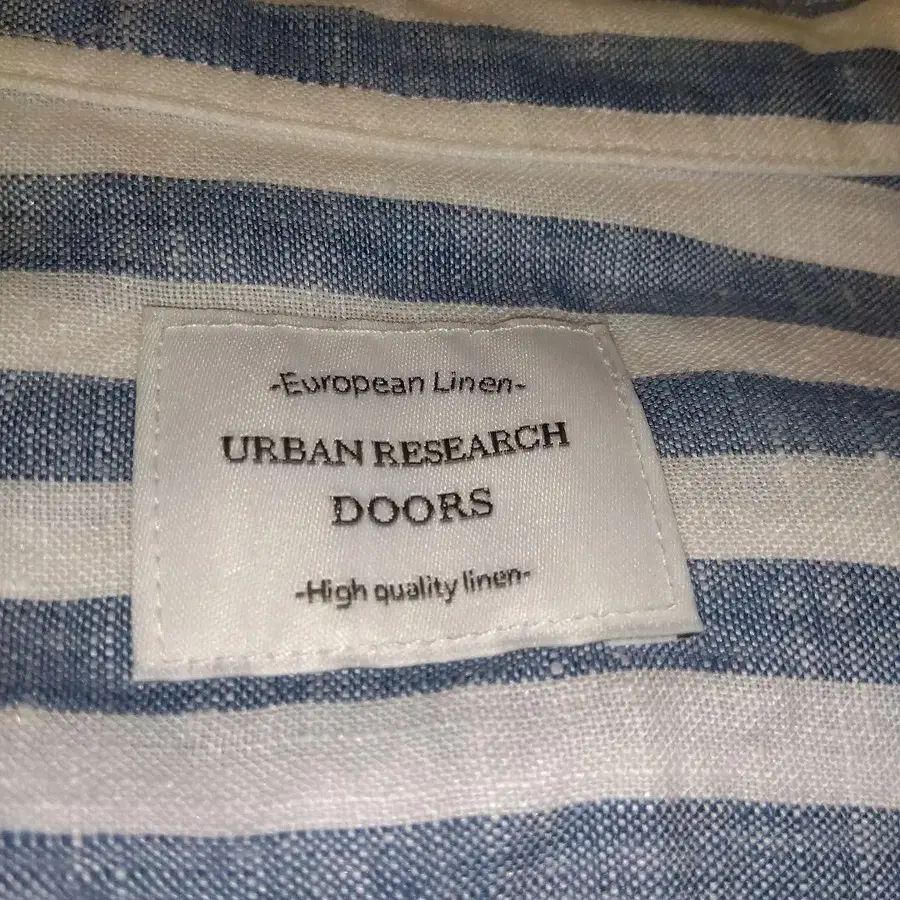 -European Linen-
URBAN RESEARCH
DOORS
-High quality linen-